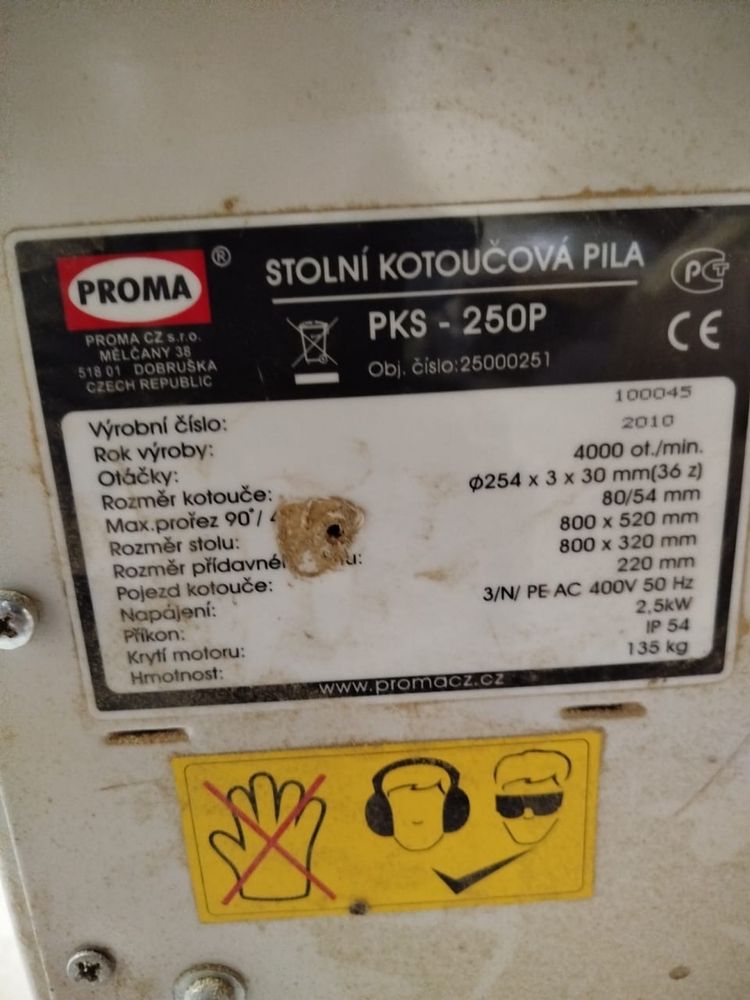 PROMA ®
PROMA CZ s.r.o.
MĚLČANY 38
518 01 DOBRUŠKA
CZECH REPUBLIC
STOLNÍ KOTOUČOVÁ PILA
PKS - 250P
Obj. číslo:25000251
PCT
CE
Výrobní číslo: 100045
Rok výroby: 2010
Otáčky: 4000 ot./min.
Rozměr kotouče: ϕ254 x 3 x 30 mm(36 z)
Max.prořez 90°/ 80/54 mm
Rozměr stolu: 800 x 520 mm
Rozměr přídavné 800 x 320 mm
Pojezd kotouče: 220 mm
Napájení: 3/N/ PE AC 400V 50 Hz
Příkon: 2,5kW
Krytí motoru: IP 54
Hmotnost: 135 kg
www.promacz.cz